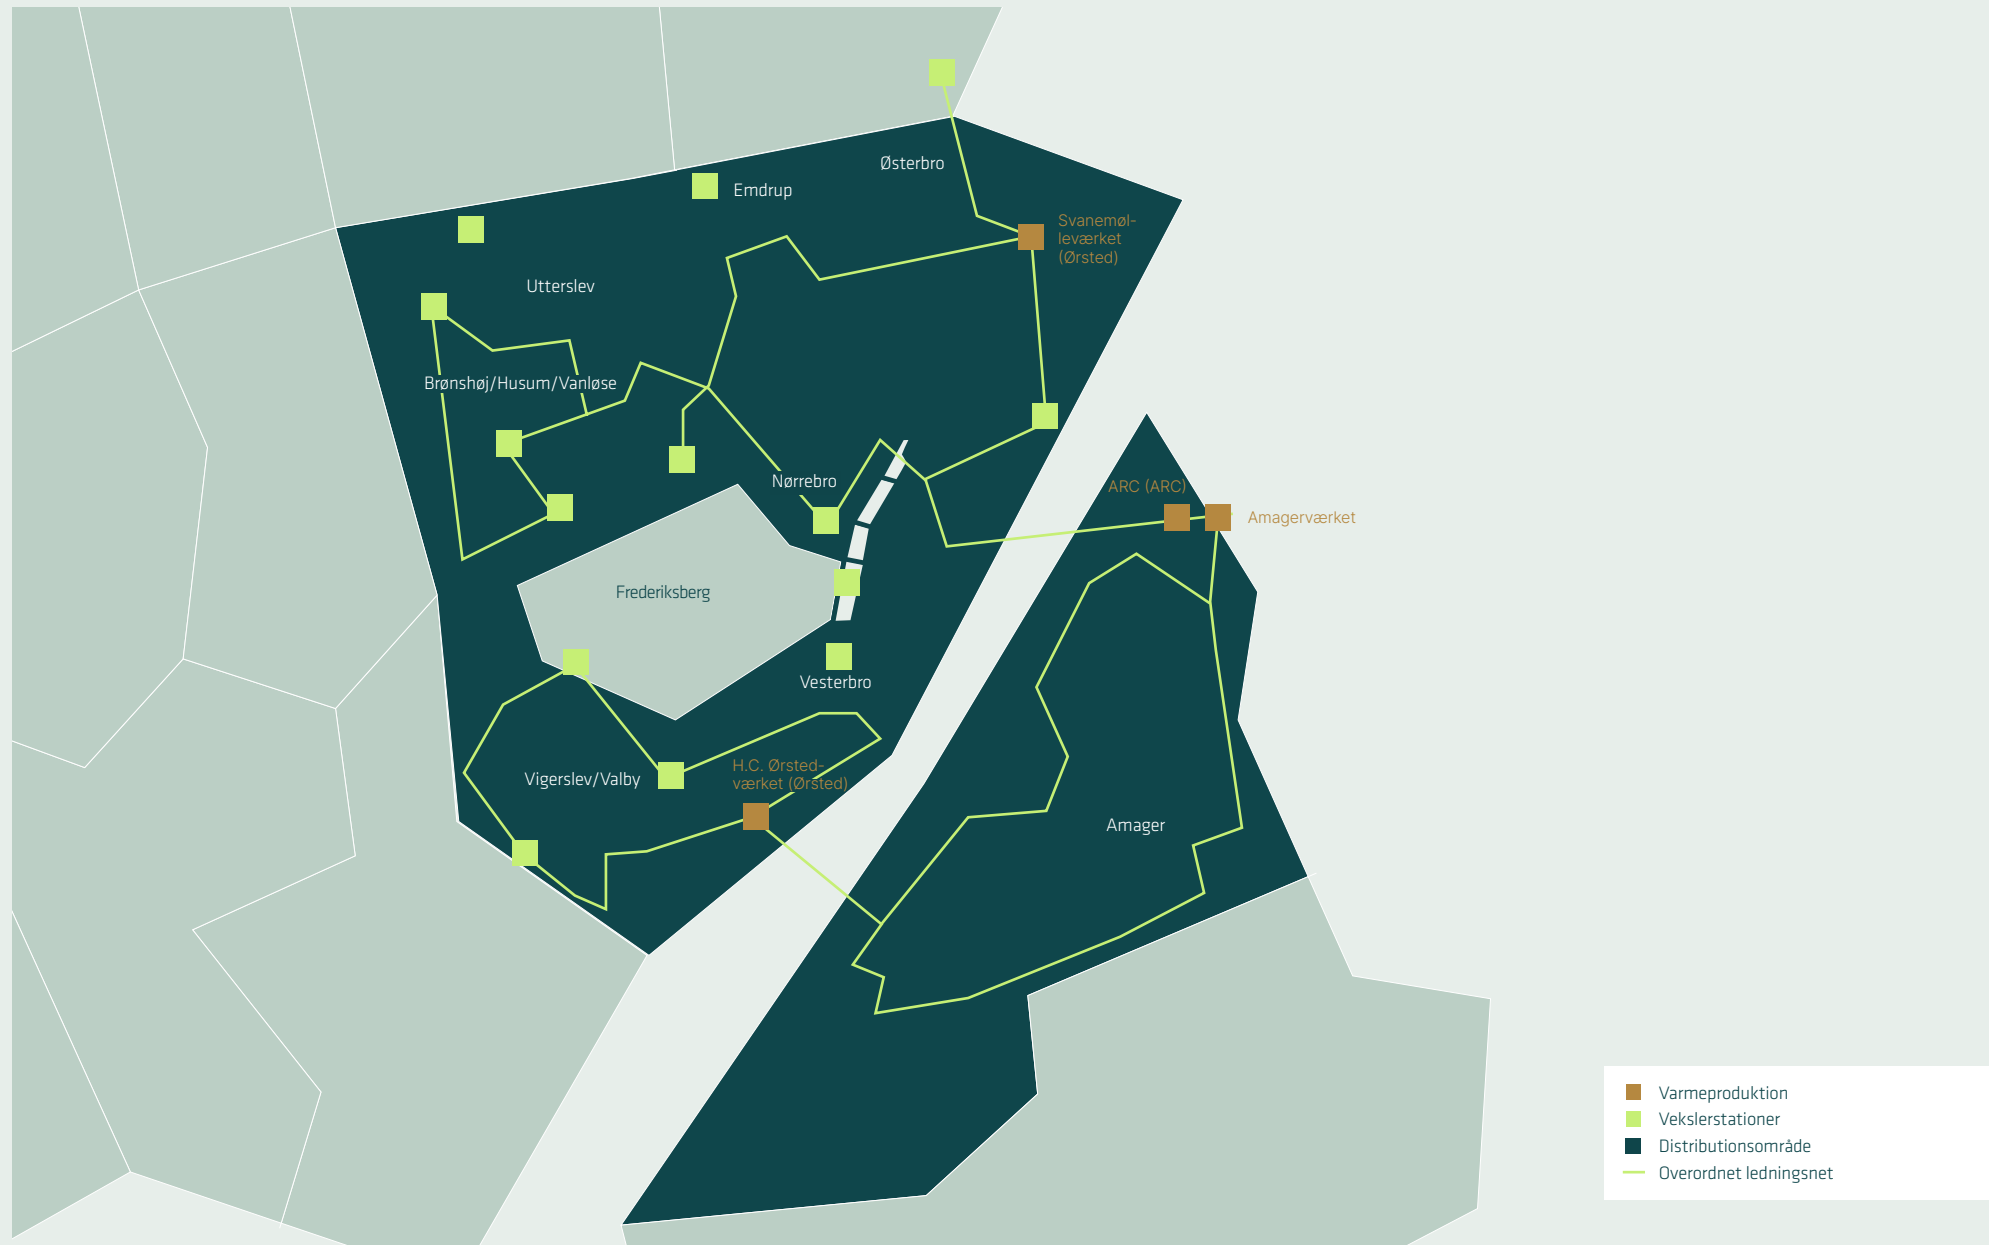 Østerbro
Emdrup
Svanemøl-
leværket
(Ørsted)
Utterslev
Brønshøj/Husum/Vanløse
Nørrebro
ARC (ARC)
Amagerværket
Frederiksberg
Vesterbro
H.C. Ørsted-
værket (Ørsted)
Vigerslev/Valby
Amager
Varmeproduktion
Vekslerstationer
Distributionsområde
Overordnet ledningsnet